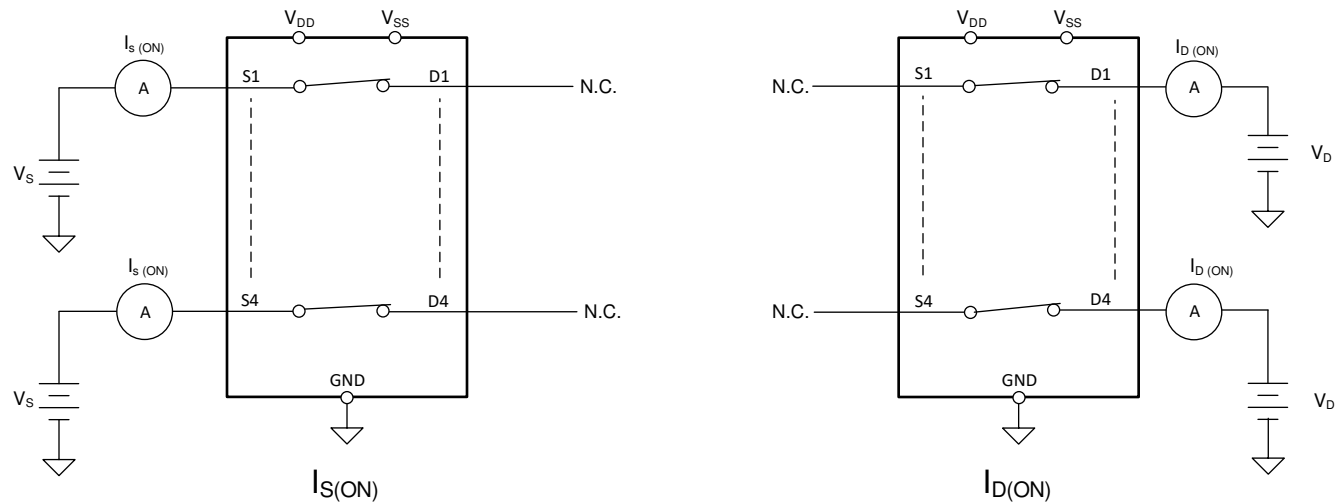 VDD VSS
Is (ON)
A S1 D1 N.C.
VS
Is (ON)
A S4 D4 N.C.
VS
GND
IS(ON)
VDD VSS
ID (ON)
N.C. S1 D1 A
VD
ID (ON)
N.C. S4 D4 A
VD
GND
ID(ON)